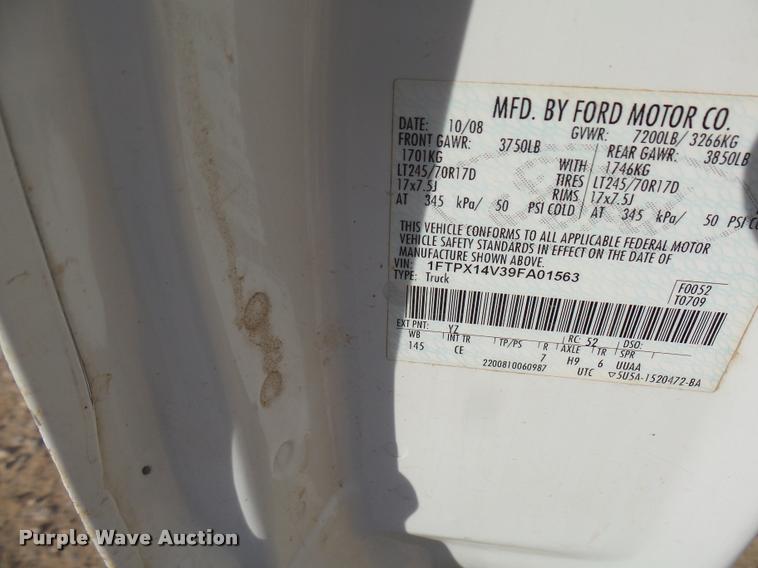 MFD. BY FORD MOTOR CO.
DATE: 10/08 GVWR: 7200LB/ 3266KG
FRONT GAWR: 3750LB REAR GAWR: 3850LB
1701KG WITH 1746KG
LT245/70R17D TIRES LT245/70R17D
17x7.5J RIMS 17x7.5J
AT 345 kPa/ 50 PSI COLD AT 345 kPa/ 50 PSI COLD
THIS VEHICLE CONFORMS TO ALL APPLICABLE FEDERAL MOTOR
VEHICLE SAFETY STANDARDS IN EFFECT ON THE DATE OF
MANUFACTURE SHOWN ABOVE.
VIN: 1FTPX14V39FA01563 F0052
TYPE: Truck T0709
EXT PNT: YZ RC: 52 DSO:
WB INT TR TP/PS R AXLE TR SPR
145 CE 7 H9 6 UUAA
2200810060987 UTC ▽5U5A-1520472-BA
Purple Wave Auction